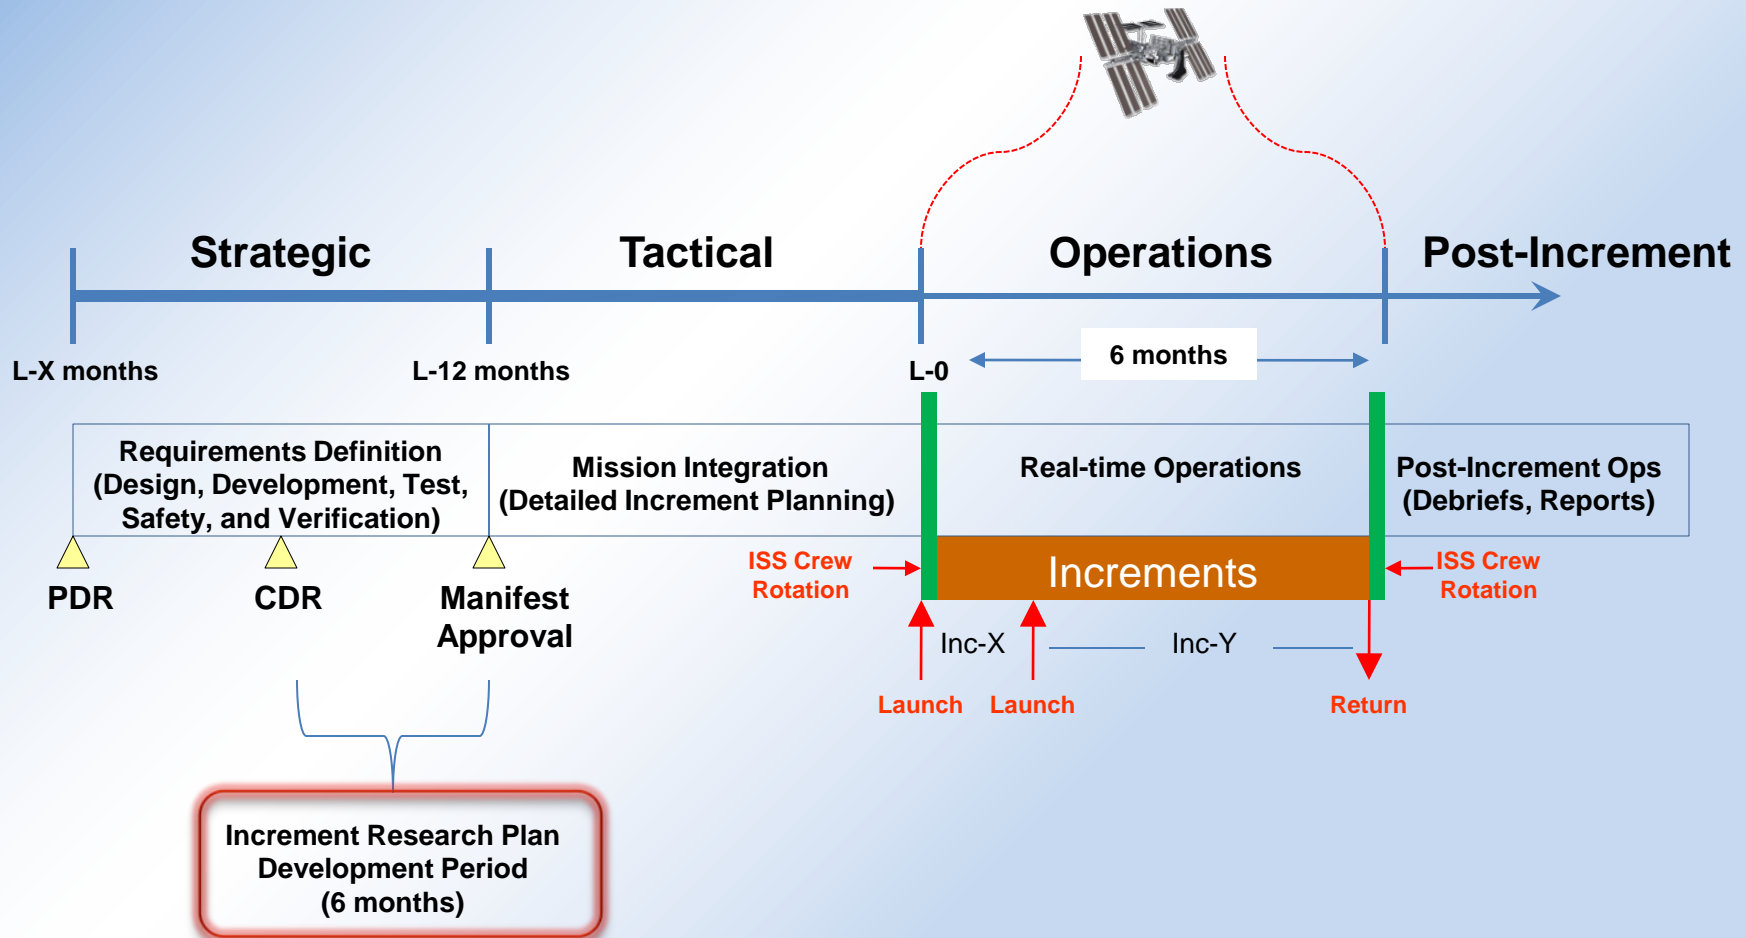 Strategic
Tactical
Operations
Post-Increment
L-X months
L-12 months
L-0
6 months
Requirements Definition
(Design, Development, Test,
Safety, and Verification)
Mission Integration
(Detailed Increment Planning)
Real-time Operations
Post-Increment Ops
(Debriefs, Reports)
PDR
CDR
Manifest
Approval
ISS Crew
Rotation
Increments
ISS Crew
Rotation
Inc-X
Inc-Y
Launch
Launch
Return
Increment Research Plan
Development Period
(6 months)